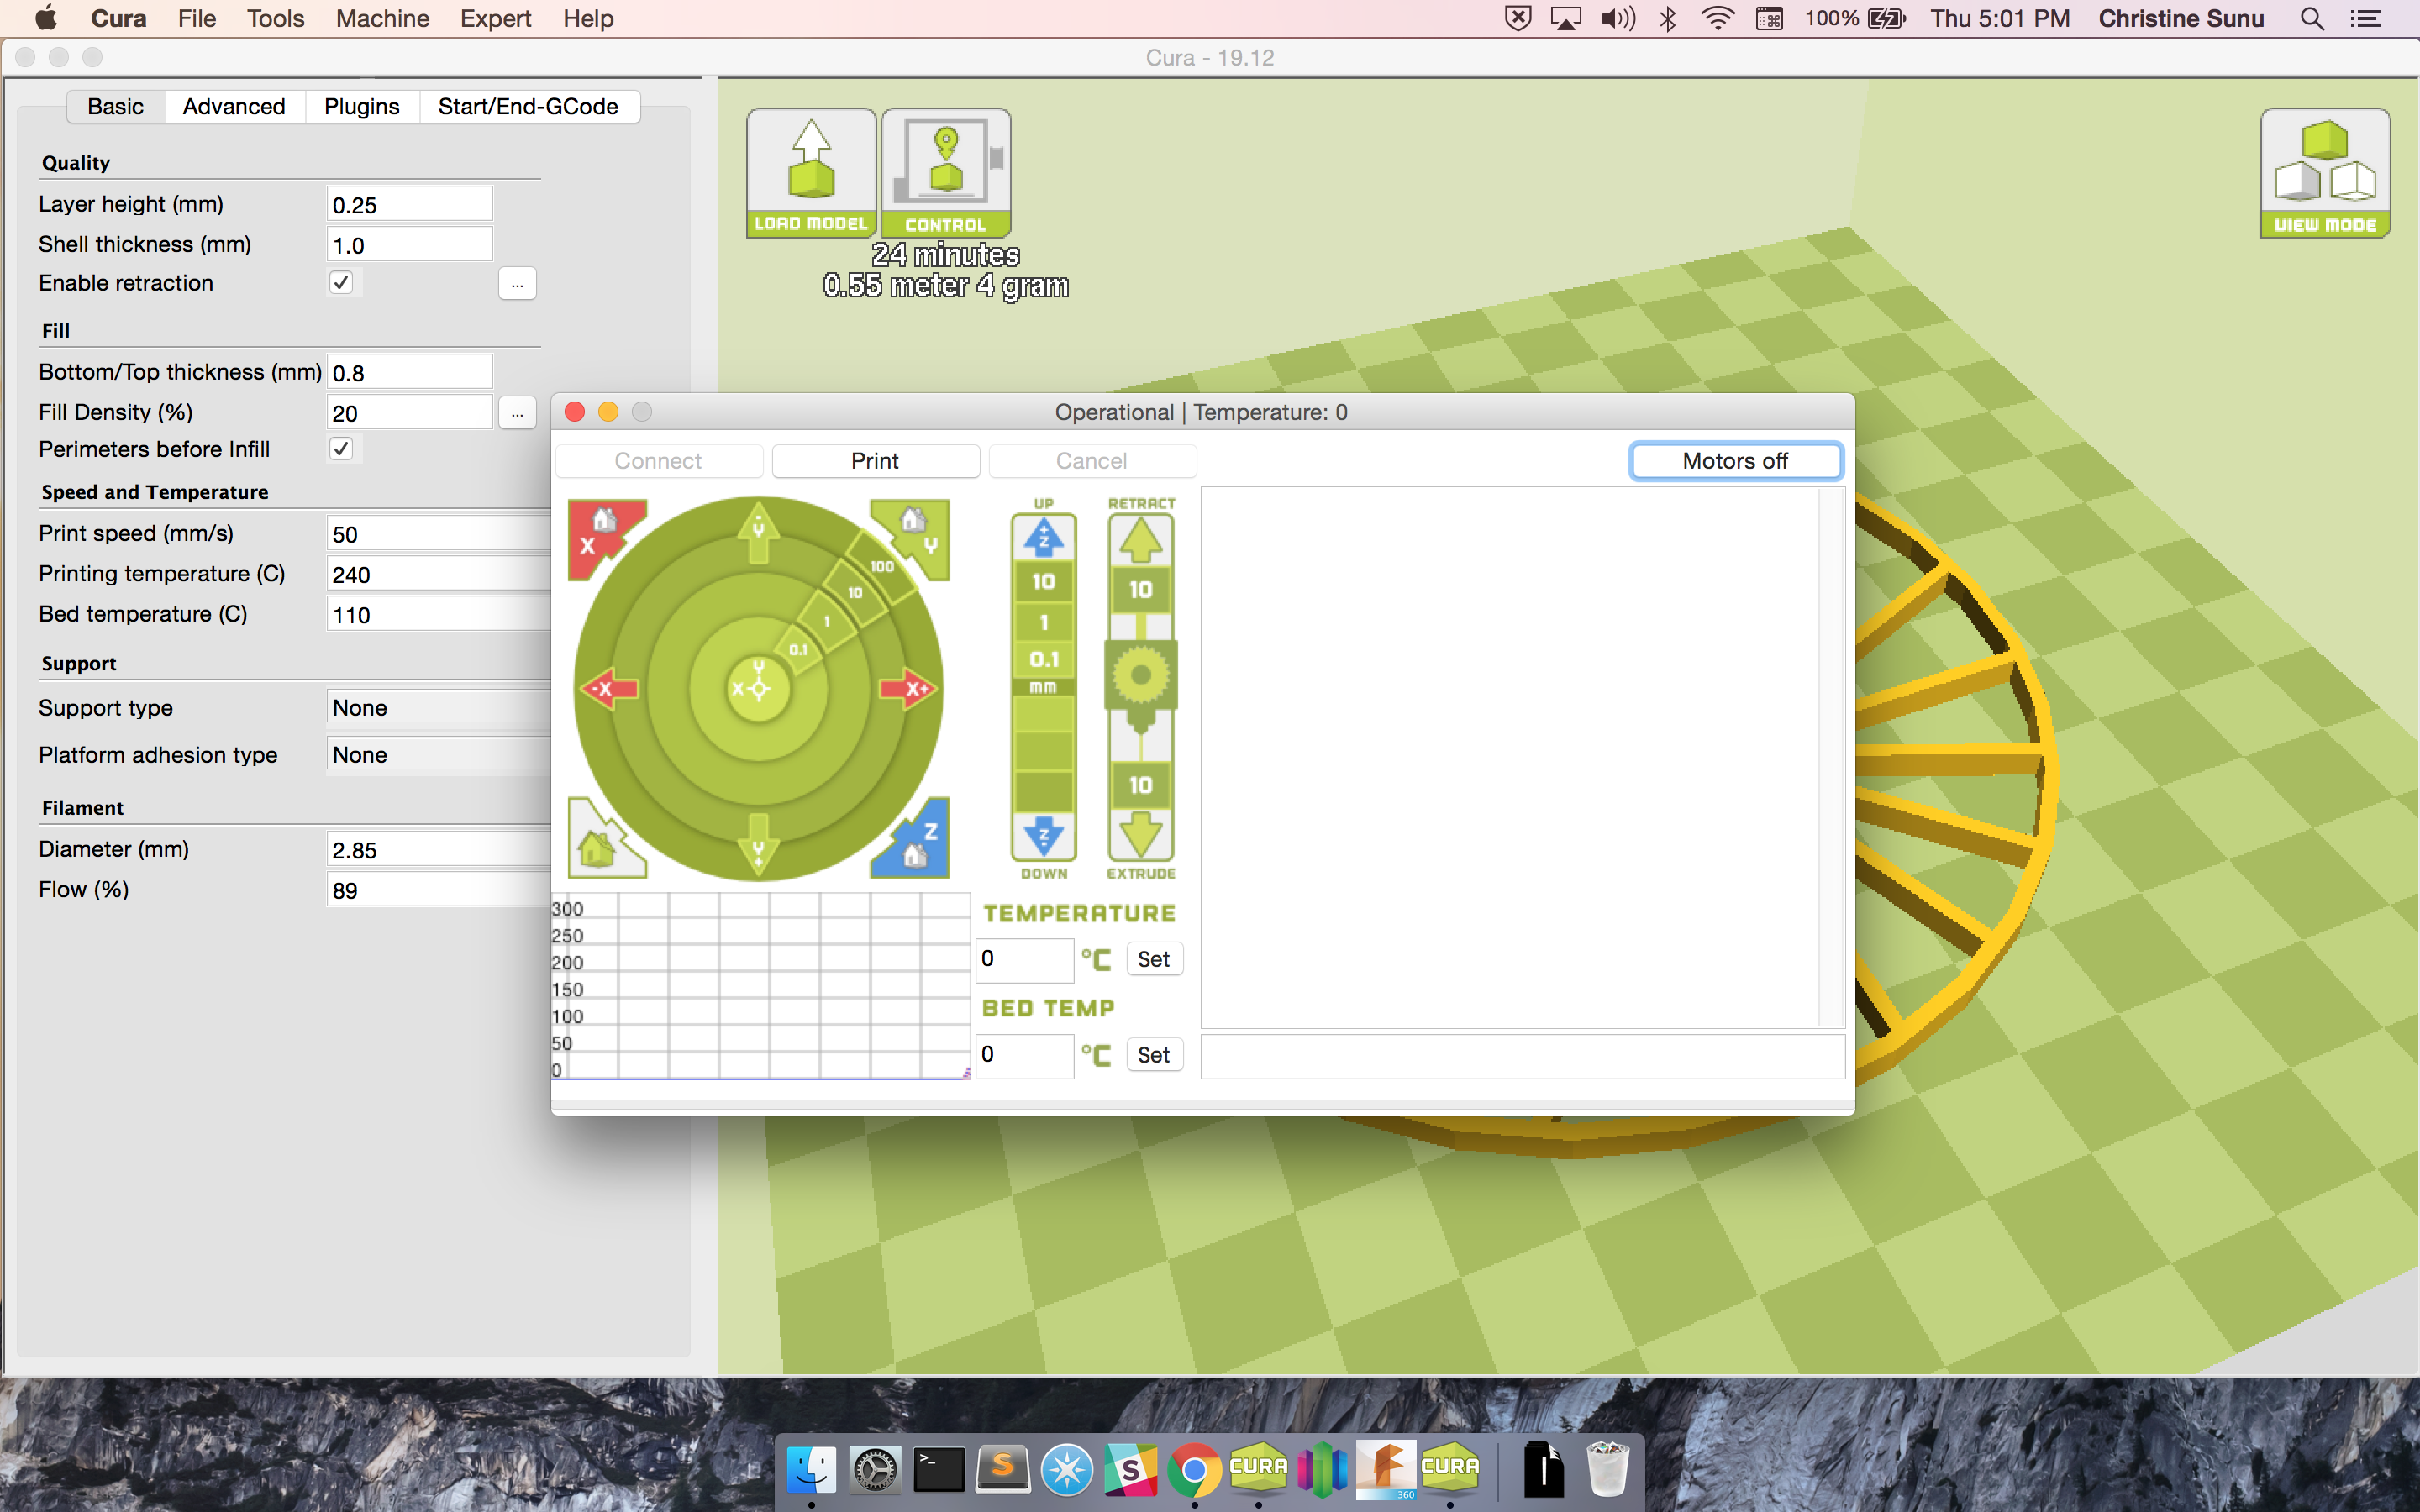 Cura File Tools Machine Expert Help 100% Thu 5:01 PM Christine Sunu
Cura - 19.12
Basic Advanced Plugins Start/End-GCode
Quality
Layer height (mm) 0.25
Shell thickness (mm) 1.0
Enable retraction ...
Fill
Bottom/Top thickness (mm) 0.8
Fill Density (%) 20 ...
Perimeters before Infill
Speed and Temperature
Print speed (mm/s) 50
Printing temperature (C) 240
Bed temperature (C) 110
Support
Support type None
Platform adhesion type None
Filament
Diameter (mm) 2.85
Flow (%) 89
LOAD MODEL
CONTROL
24 minutes
0.55 meter 4 gram
VIEW MODE
Operational | Temperature: 0
Connect Print Cancel Motors off
X
-Y
Y
100
10
1
0.1
Y
X
-X
X+
Y+
Z
UP
+Z
10
1
0.1
mm
Z-
DOWN
RETRACT
10
10
EXTRUDE
300
250
200
150
100
50
0
TEMPERATURE
0 °C Set
BED TEMP
0 °C Set
>_
S
S
CURA
F
360
CURA